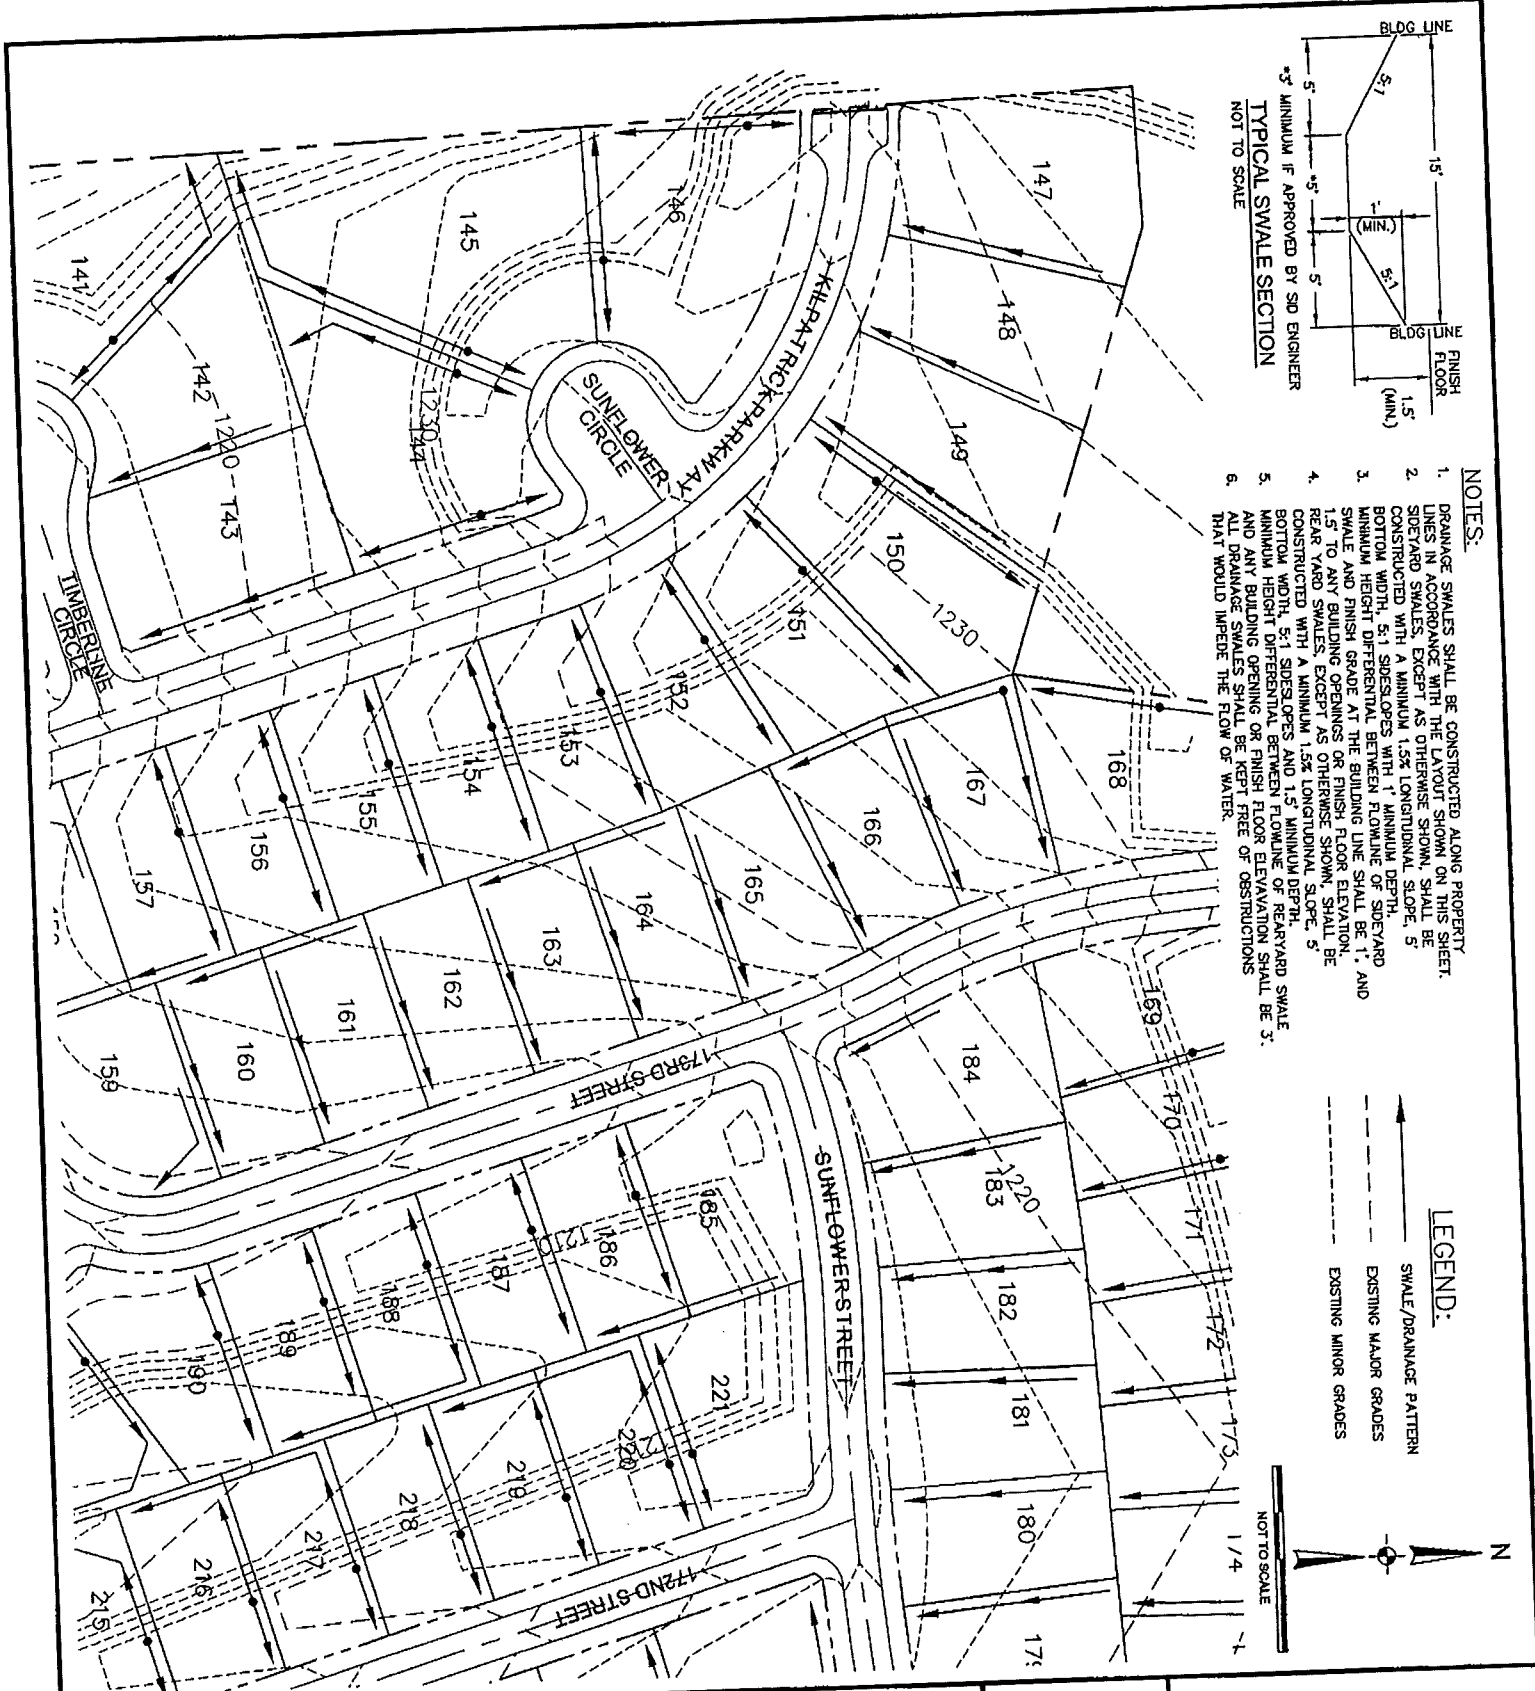 BLDG LINE
5:1
5'
15'
*5'
1'
(MIN.)
5:1
5'
BLDG LINE
FINISH
FLOOR
1.5'
(MIN.)
*3' MINIMUM IF APPROVED BY SID ENGINEER
TYPICAL SWALE SECTION
NOT TO SCALE
NOTES:
1. DRAINAGE SWALES SHALL BE CONSTRUCTED ALONG PROPERTY
LINES IN ACCORDANCE WITH THE LAYOUT SHOWN ON THIS SHEET.
2. SIDEYARD SWALES, EXCEPT AS OTHERWISE SHOWN, SHALL BE
CONSTRUCTED WITH A MINIMUM 1.5% LONGITUDINAL SLOPE, 5'
BOTTOM WIDTH, 5:1 SIDESLOPES WITH 1' MINIMUM DEPTH.
3. MINIMUM HEIGHT DIFFERENTIAL BETWEEN FLOWLINE OF SIDEYARD
SWALE AND FINISH GRADE AT THE BUILDING LINE SHALL BE 1', AND
1.5' TO ANY BUILDING OPENINGS OR FINISH FLOOR ELEVATION.
4. REAR YARD SWALES, EXCEPT AS OTHERWISE SHOWN, SHALL BE
CONSTRUCTED WITH A MINIMUM 1.5% LONGITUDINAL SLOPE, 5'
BOTTOM WIDTH, 5:1 SIDESLOPES AND 1.5' MINIMUM DEPTH.
5. MINIMUM HEIGHT DIFFERENTIAL BETWEEN FLOWLINE OF REARYARD SWALE
AND ANY BUILDING OPENING OR FINISH FLOOR ELEVAVATION SHALL BE 3'.
6. ALL DRAINAGE SWALES SHALL BE KEPT FREE OF OBSTRUCTIONS
THAT WOULD IMPEDE THE FLOW OF WATER.
LEGEND:
SWALE/DRAINAGE PATTERN
EXISTING MAJOR GRADES
EXISTING MINOR GRADES
N
NOT TO SCALE
147
148
149
150
1230
151
152
153
154
155
156
157
146
145
144
1230
143
1220
142
141
KILPATRICK PARKWAY
SUNFLOWER
CIRCLE
TIMBERLINE
CIRCLE
168
167
166
165
164
163
162
161
160
159
173RD STREET
169
170
171
172
173
174
184
183
1220
182
181
180
179
SUNFLOWER STREET
185
186
1210
187
188
189
190
221
220
219
218
217
216
215
172ND STREET